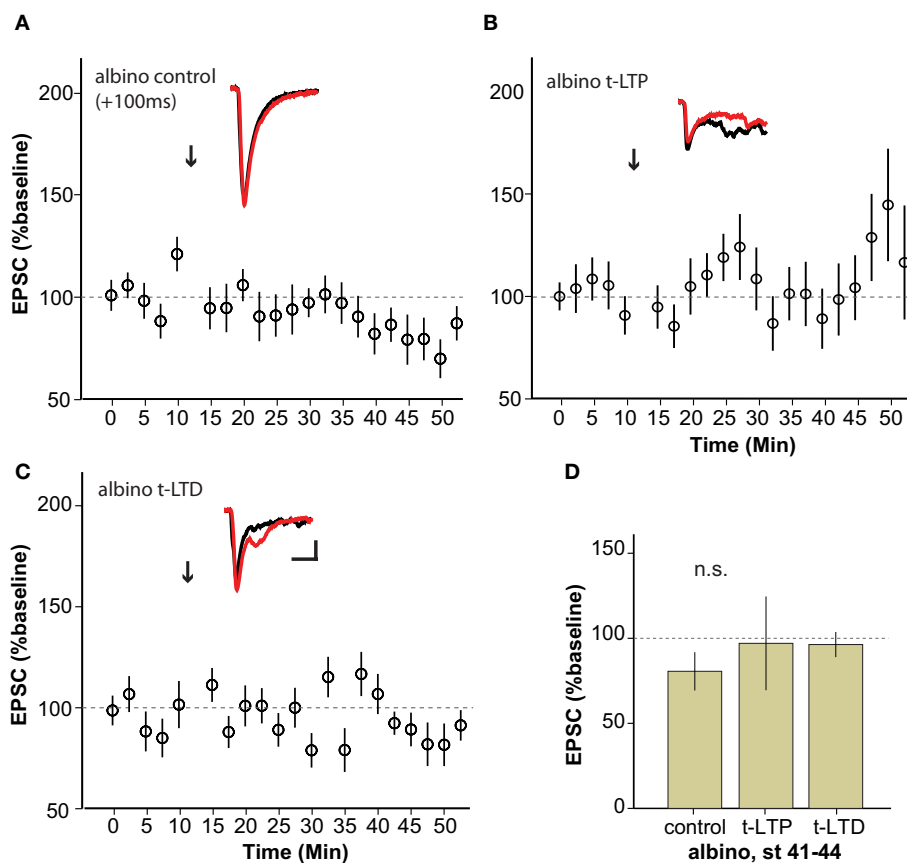 A
albino control
(+100ms)
200
150
100
50
EPSC (%baseline)
0 5 10 15 20 25 30 35 40 45 50
B
albino t-LTP
200
150
100
50
0 5 10 15 20 25 30 35 40 45 50
Time (Min)
C
albino t-LTD
200
150
100
50
EPSC (%baseline)
0 5 10 15 20 25 30 35 40 45 50
Time (Min)
D
n.s.
150
100
50
0
EPSC (%baseline)
control t-LTP t-LTD
albino, st 41-44